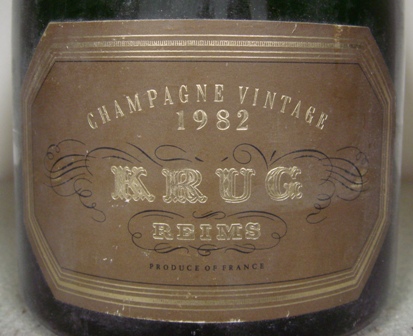 CHAMPAGNE VINTAGE
1982
KRUG
REIMS
PRODUCE OF FRANCE